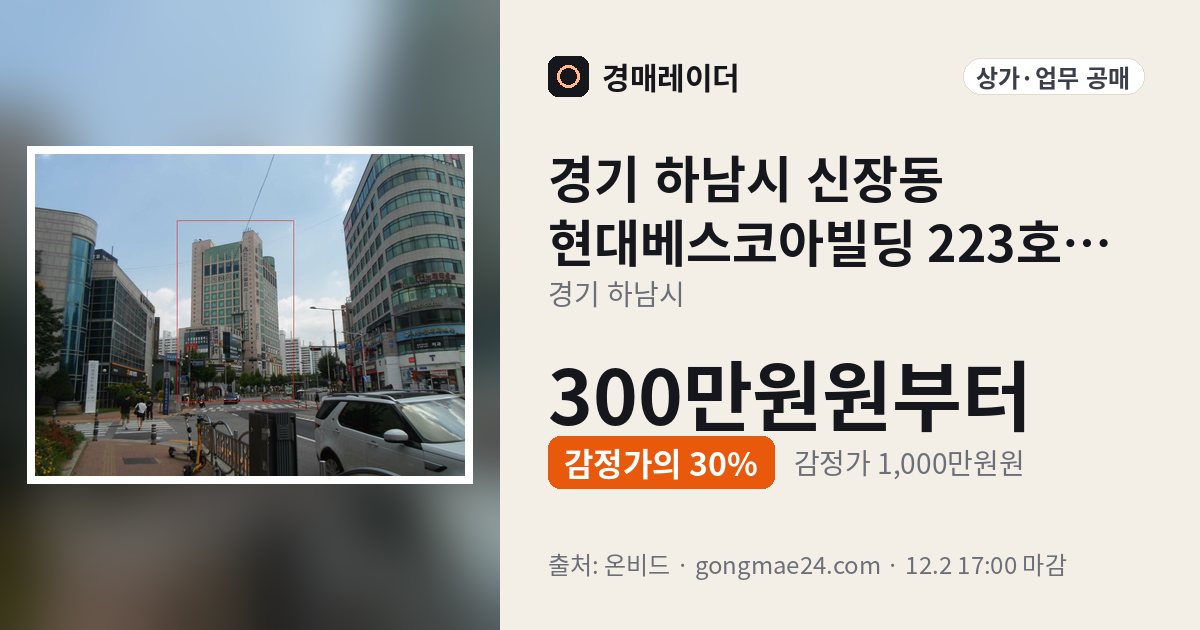 경매레이더
상가·업무 공매
경기 하남시 신장동
현대베스코아빌딩 223호…
경기 하남시
300만원원부터
감정가의 30%
감정가 1,000만원원
출처: 온비드 · gongmae24.com · 12.2 17:00 마감